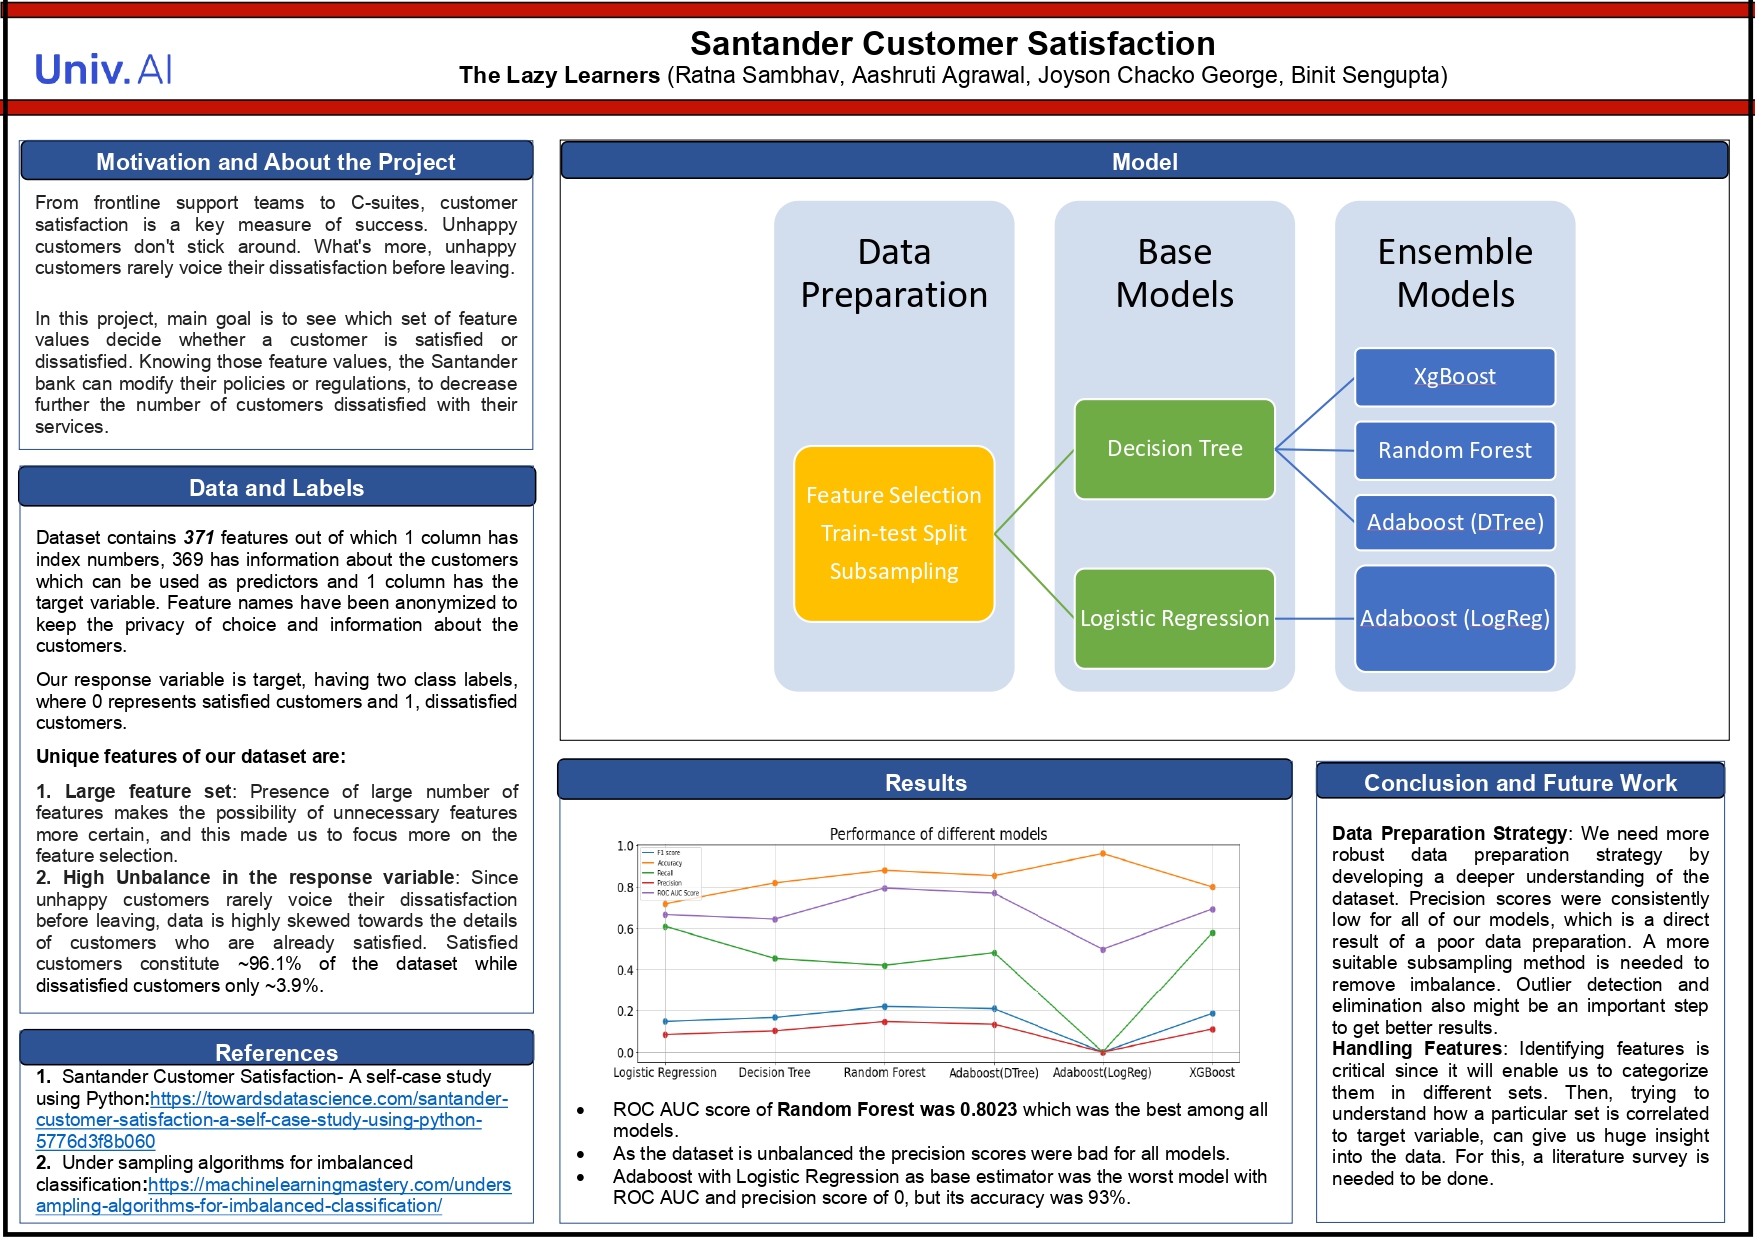 Santander Customer Satisfaction
Univ.AI
The Lazy Learners (Ratna Sambhav, Aashruti Agrawal, Joyson Chacko George, Binit Sengupta)
Motivation and About the Project
From frontline support teams to C-suites, customer
satisfaction is a key measure of success. Unhappy
customers don't stick around. What's more, unhappy
customers rarely voice their dissatisfaction before leaving.
In this project, main goal is to see which set of feature
values decide whether a customer is satisfied or
dissatisfied. Knowing those feature values, the Santander
bank can modify their policies or regulations, to decrease
further the number of customers dissatisfied with their
services.
Data and Labels
Dataset contains 371 features out of which 1 column has
index numbers, 369 has information about the customers
which can be used as predictors and 1 column has the
target variable. Feature names have been anonymized to
keep the privacy of choice and information about the
customers.
Our response variable is target, having two class labels,
where 0 represents satisfied customers and 1, dissatisfied
customers.
Unique features of our dataset are:
1. Large feature set: Presence of large number of
features makes the possibility of unnecessary features
more certain, and this made us to focus more on the
feature selection.
2. High Unbalance in the response variable: Since
unhappy customers rarely voice their dissatisfaction
before leaving, data is highly skewed towards the details
of customers who are already satisfied. Satisfied
customers constitute ~96.1% of the dataset while
dissatisfied customers only ~3.9%.
References
1. Santander Customer Satisfaction- A self-case study
using Python:https://towardsdatascience.com/santander-
customer-satisfaction-a-self-case-study-using-python-
5776d3f8b060
2. Under sampling algorithms for imbalanced
classification:https://machinelearningmastery.com/unders
ampling-algorithms-for-imbalanced-classification/
Model
Data
Preparation
Feature Selection
Train-test Split
Subsampling
Base
Models
Decision Tree
Logistic Regression
Ensemble
Models
XgBoost
Random Forest
Adaboost (DTree)
Adaboost (LogReg)
Results
Performance of different models
1.0
0.8
0.6
0.4
0.2
0.0
F1 score
Accuracy
Recall
Precision
ROC AUC Score
Logistic Regression
Decision Tree
Random Forest
Adaboost(DTree)
Adaboost(LogReg)
XGBoost
• ROC AUC score of Random Forest was 0.8023 which was the best among all
models.
• As the dataset is unbalanced the precision scores were bad for all models.
• Adaboost with Logistic Regression as base estimator was the worst model with
ROC AUC and precision score of 0, but its accuracy was 93%.
Conclusion and Future Work
Data Preparation Strategy: We need more
robust data preparation strategy by
developing a deeper understanding of the
dataset. Precision scores were consistently
low for all of our models, which is a direct
result of a poor data preparation. A more
suitable subsampling method is needed to
remove imbalance. Outlier detection and
elimination also might be an important step
to get better results.
Handling Features: Identifying features is
critical since it will enable us to categorize
them in different sets. Then, trying to
understand how a particular set is correlated
to target variable, can give us huge insight
into the data. For this, a literature survey is
needed to be done.